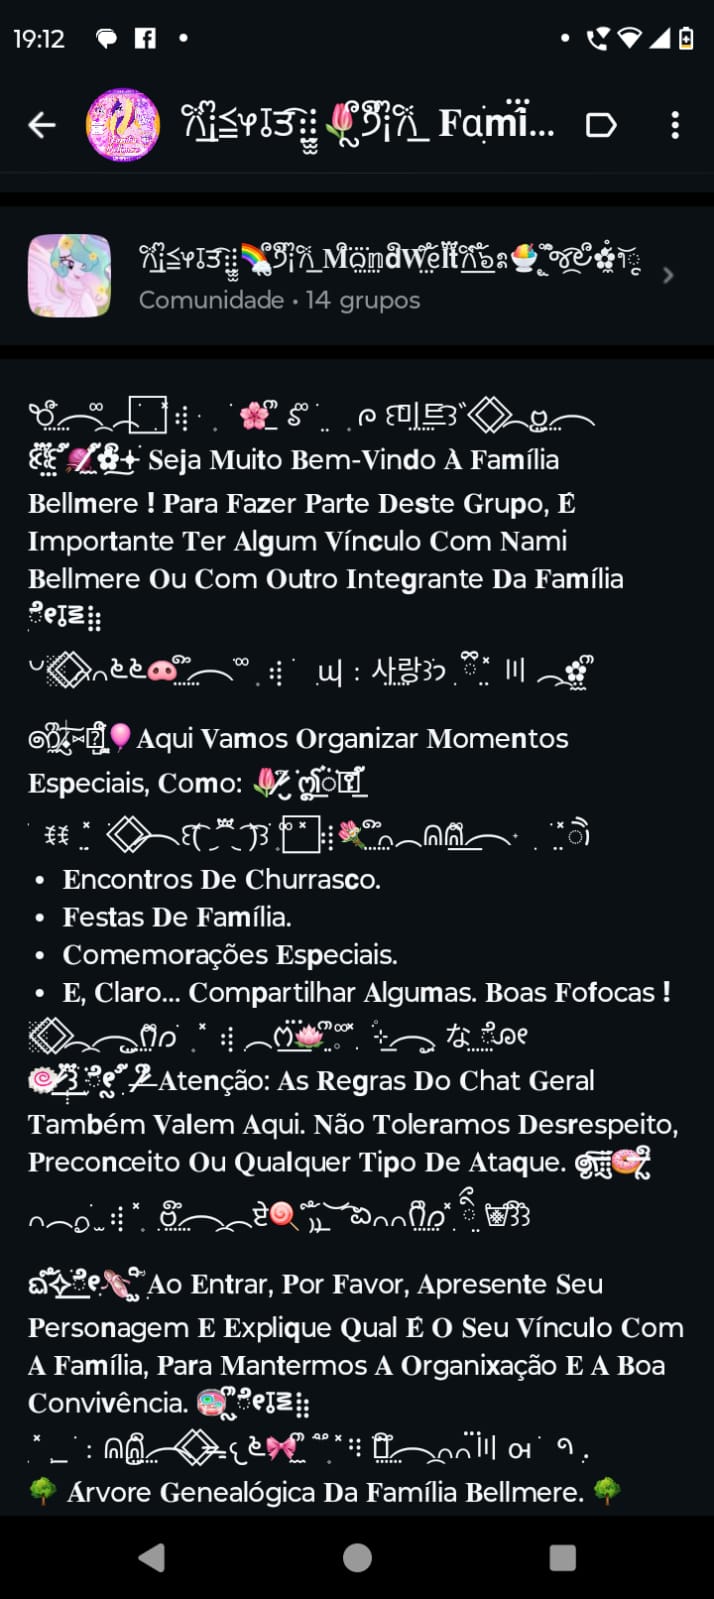 19:12
Fami...
MondWelt
Comunidade • 14 grupos
Seja Muito Bem-Vindo À Família
Bellmere ! Para Fazer Parte Deste Grupo, É
Importante Ter Algum Vínculo Com Nami
Bellmere Ou Com Outro Integrante Da Família
사랑
Aqui Vamos Organizar Momentos
Especiais, Como:
• Encontros De Churrasco.
• Festas De Família.
• Comemorações Especiais.
• E, Claro... Compartilhar Algumas. Boas Fofocas !
な
Atenção: As Regras Do Chat Geral
Também Valem Aqui. Não Toleramos Desrespeito,
Preconceito Ou Qualquer Tipo De Ataque.
Ao Entrar, Por Favor, Apresente Seu
Personagem E Explique Qual É O Seu Vínculo Com
A Família, Para Mantermos A Organixação E A Boa
Convivência.
🌳 Árvore Genealógica Da Família Bellmere. 🌳